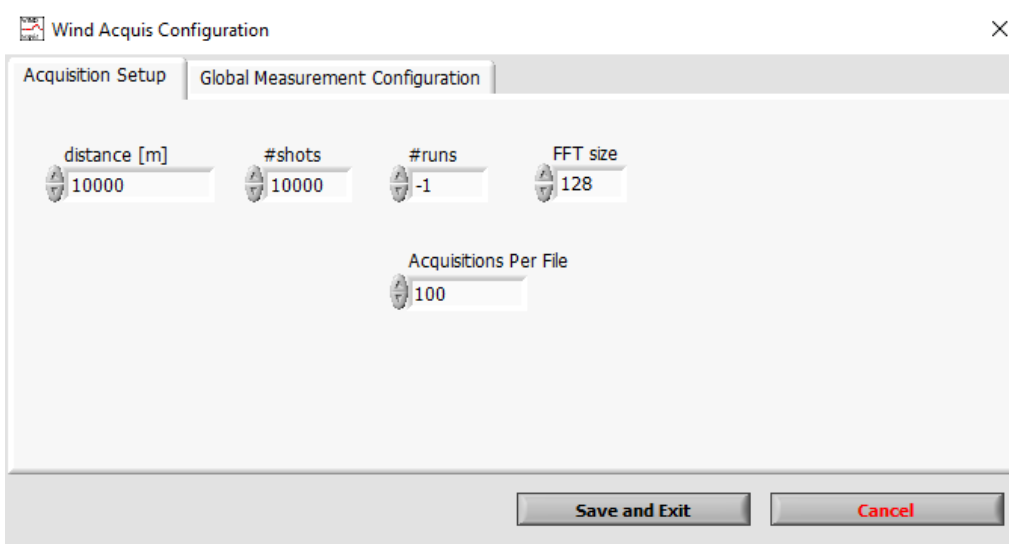 Wind Acquis Configuration
Acquisition Setup Global Measurement Configuration
distance [m] #shots #runs FFT size
10000 10000 -1 128
Acquisitions Per File
100
Save and Exit Cancel